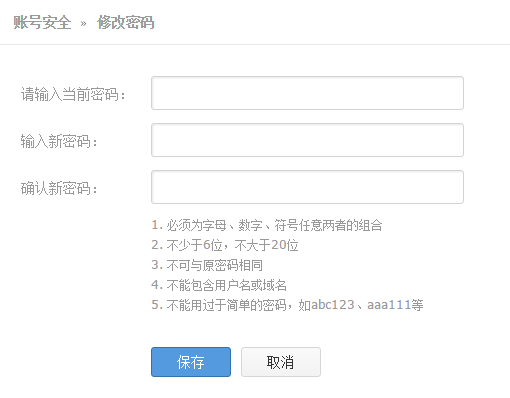 账号安全 » 修改密码
请输入当前密码：
输入新密码：
确认新密码：
1. 必须为字母、数字、符号任意两者的组合
2. 不少于6位，不大于20位
3. 不可与原密码相同
4. 不能包含用户名或域名
5. 不能用过于简单的密码，如abc123、aaa111等
保存 取消